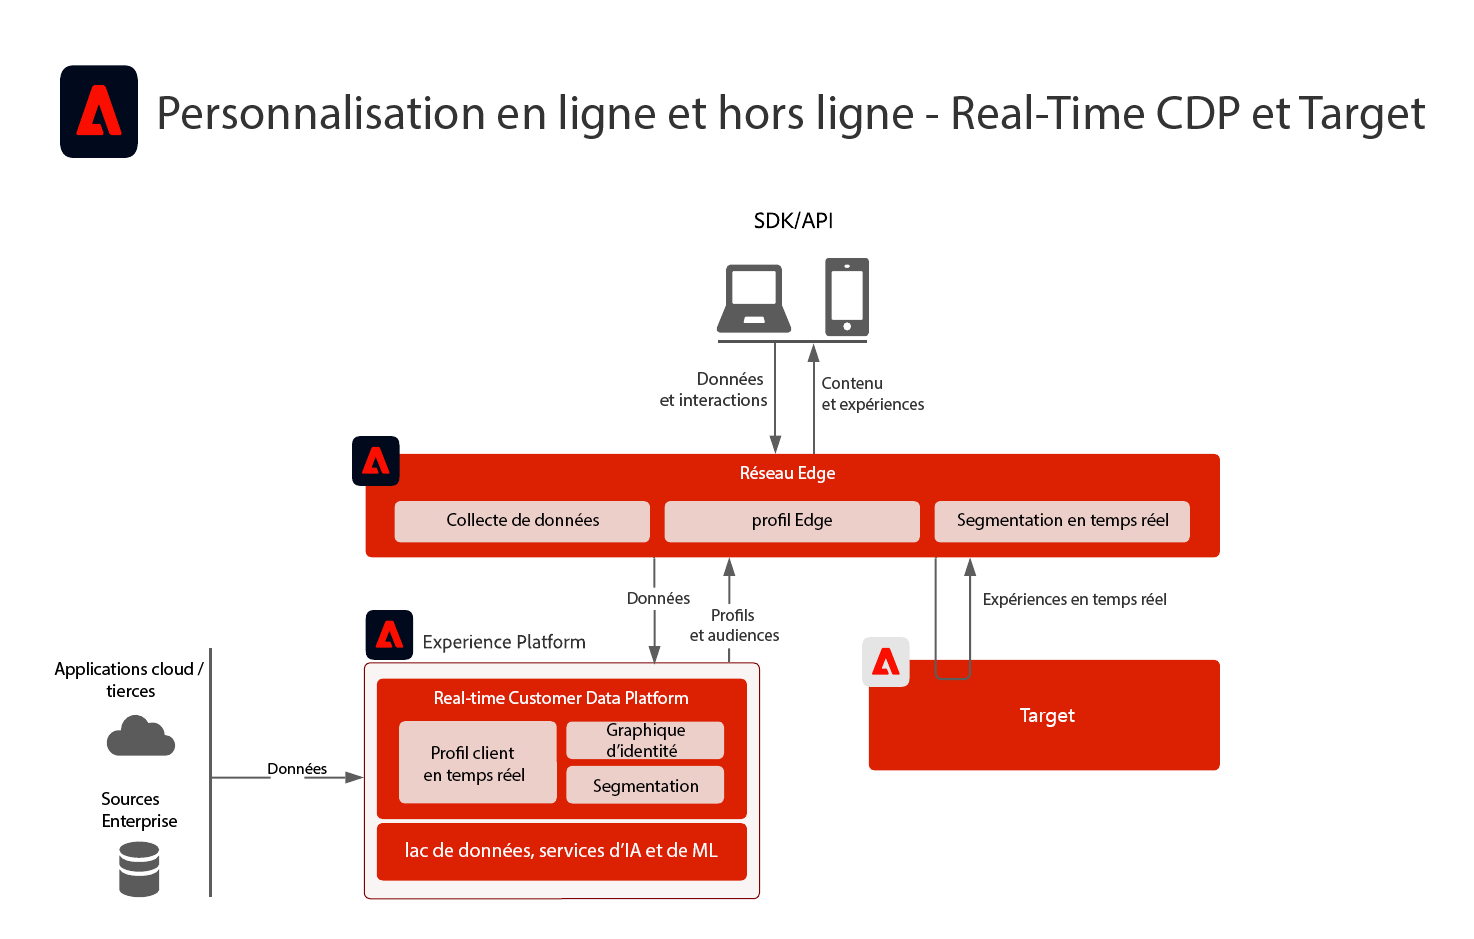 Personnalisation en ligne et hors ligne - Real-Time CDP et Target
SDK/API
Données
et interactions
Contenu
et expériences
Réseau Edge
Collecte de données
profil Edge
Segmentation en temps réel
Données
Profils
et audiences
Expériences en temps réel
Experience Platform
Applications cloud /
tierces
Real-time Customer Data Platform
Profil client
en temps réel
Graphique
d’identité
Segmentation
Target
Données
Sources
Enterprise
lac de données, services d’IA et de ML